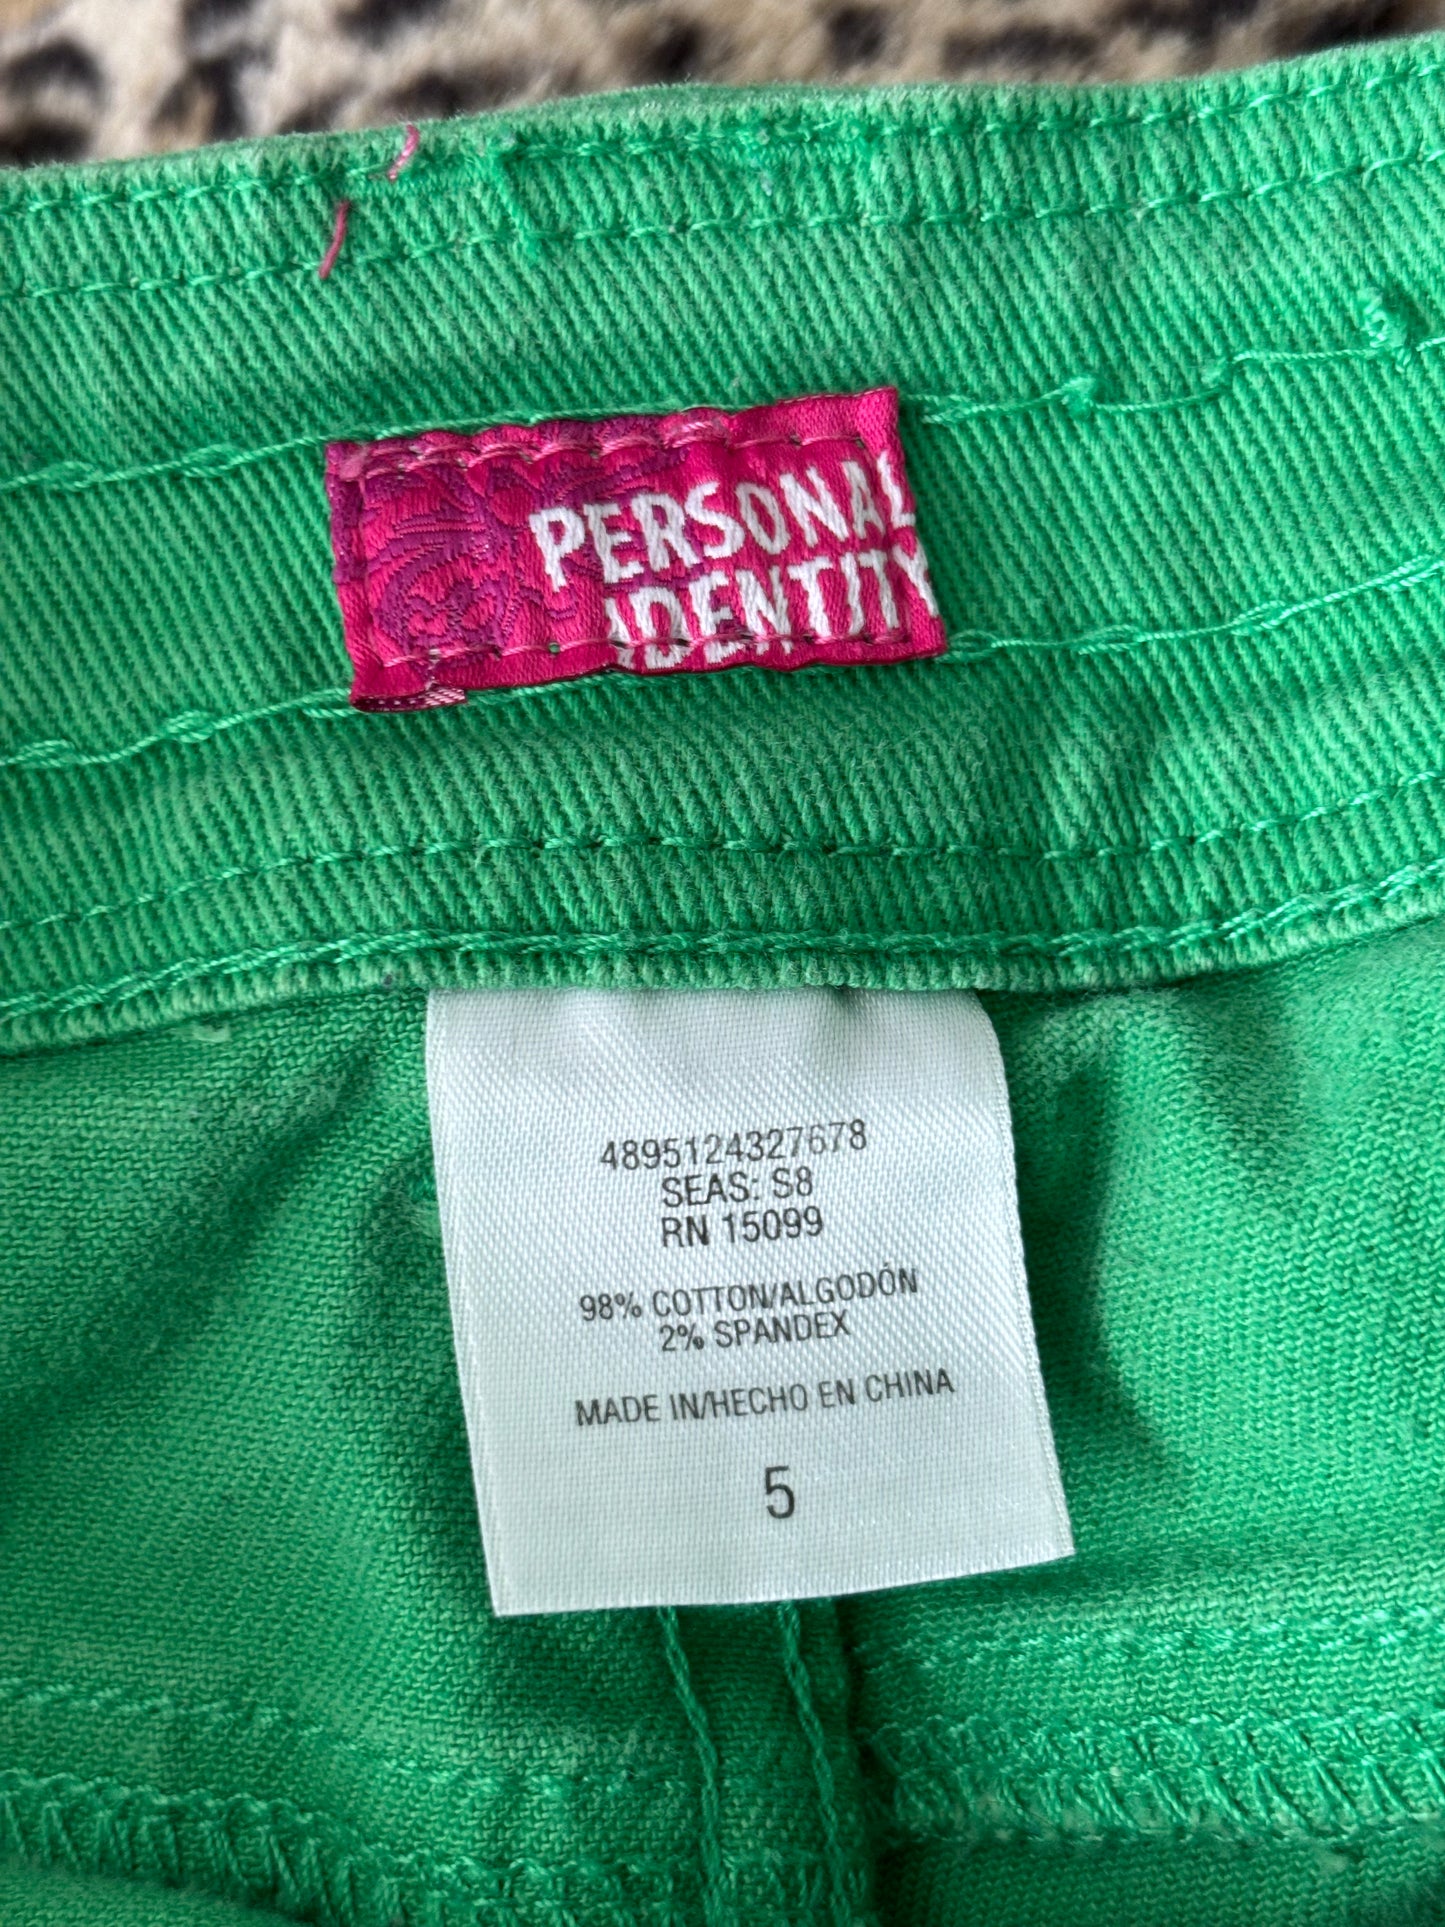 PERSONAL
IDENTITY
4895124327678
SEAS: S8
RN 15099
98% COTTON/ALGODÓN
2% SPANDEX
MADE IN/HECHO EN CHINA
5